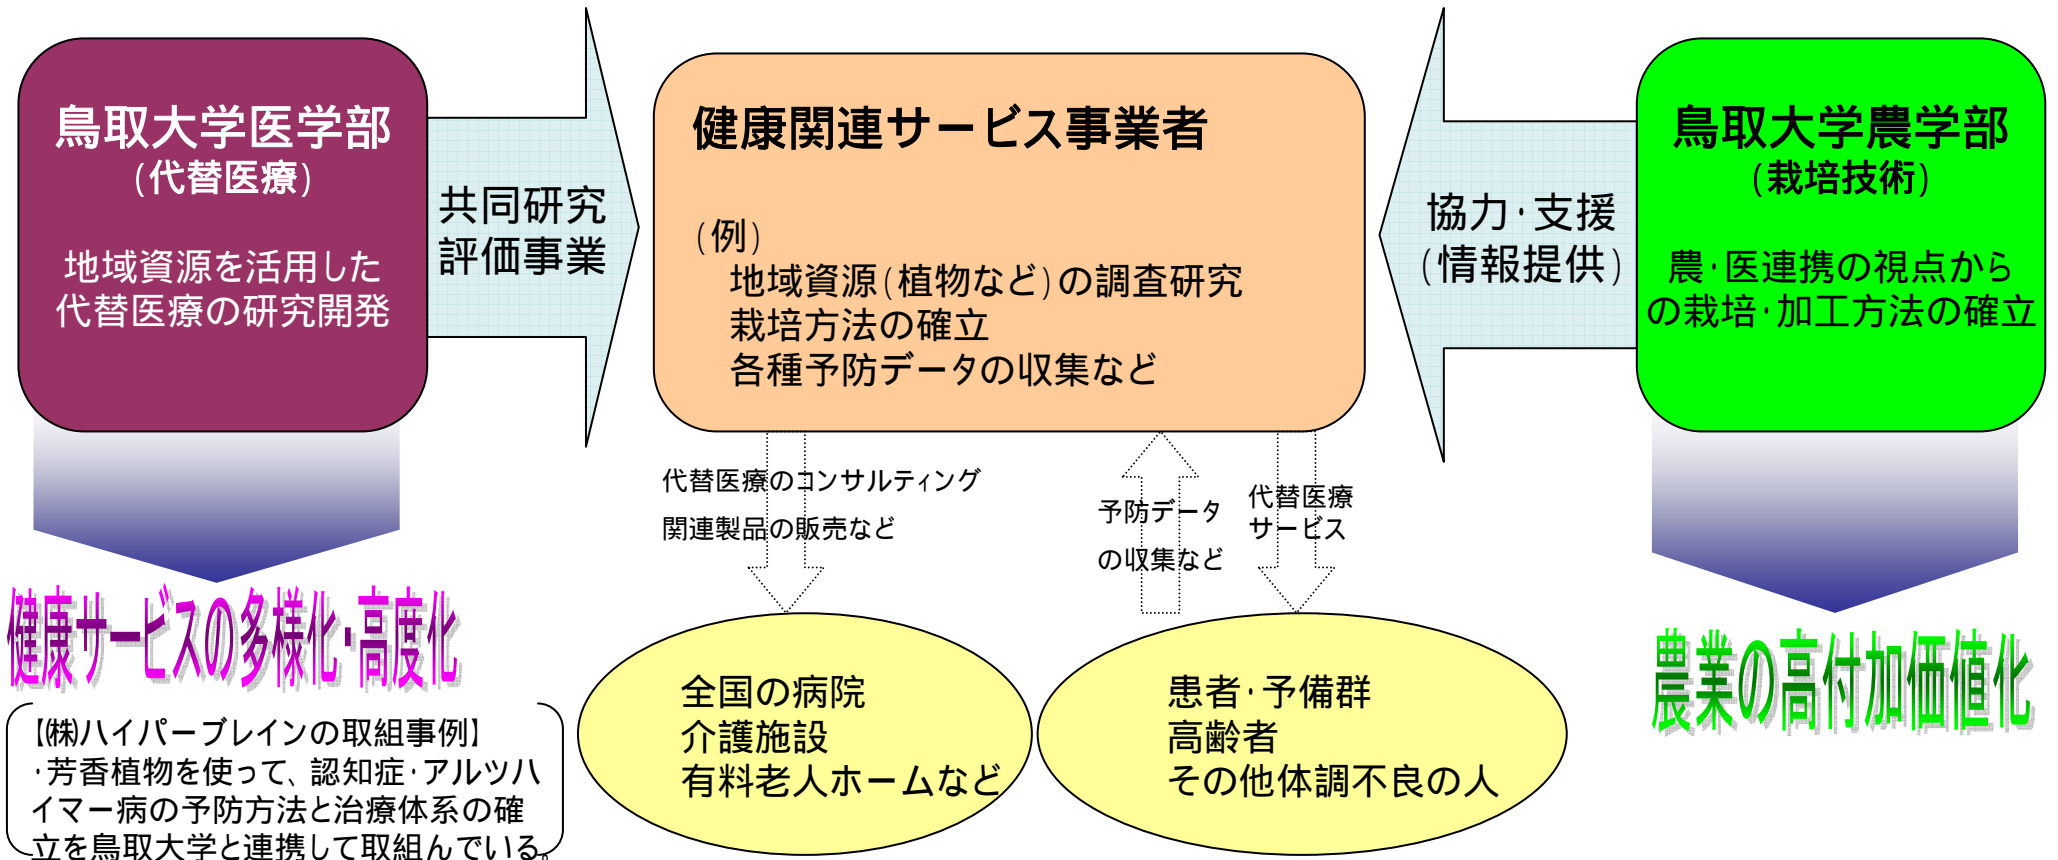 鳥取大学医学部
(代替医療)
地域資源を活用した
代替医療の研究開発
共同研究
評価事業
健康関連サービス事業者
(例)
地域資源(植物など)の調査研究
栽培方法の確立
各種予防データの収集など
協力・支援
(情報提供)
鳥取大学農学部
(栽培技術)
農・医連携の視点から
の栽培・加工方法の確立
代替医療のコンサルティング
関連製品の販売など
予防データ
の収集など
代替医療
サービス
健康サービスの多様化・高度化
農業の高付加価値化
【㈱ハイパーブレインの取組事例】
・芳香植物を使って、認知症・アルツハ
イマー病の予防方法と治療体系の確
立を鳥取大学と連携して取組んでいる。
全国の病院
介護施設
有料老人ホームなど
患者・予備群
高齢者
その他体調不良の人